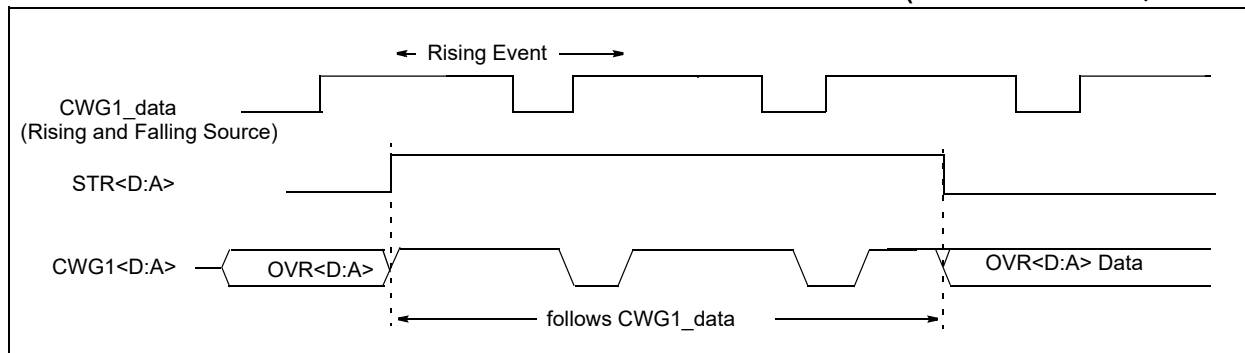 Rising Event
CWG1_data
(Rising and Falling Source)
STR<D:A>
CWG1<D:A>
OVR<D:A>
OVR<D:A> Data
follows CWG1_data